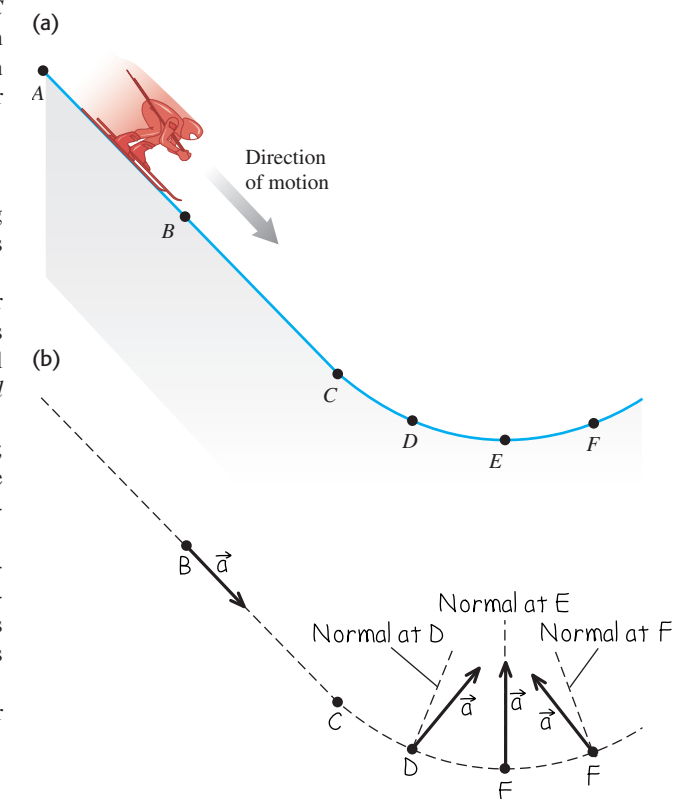 (a)
A
Direction
of motion
B
(b)
C
D
E
F
B
a⃗
Normal at E
Normal at D
Normal at F
a⃗
a⃗
a⃗
C
D
E
F